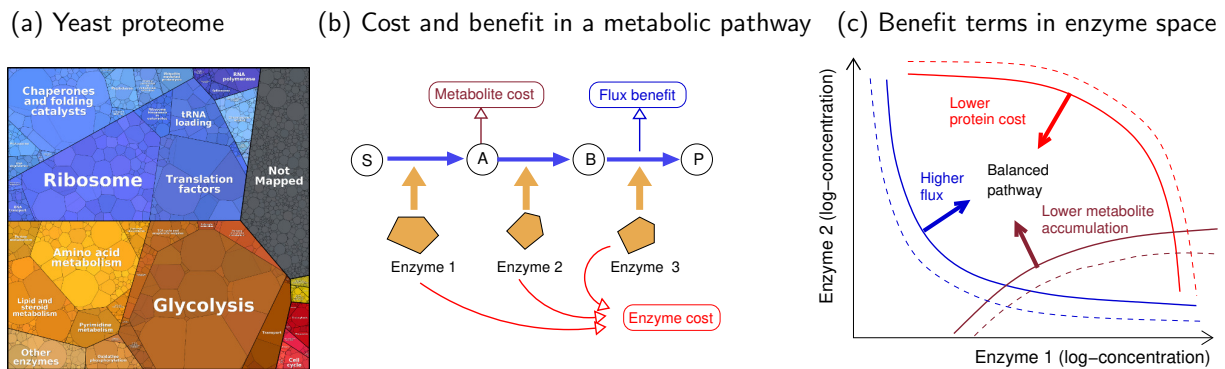 (a) Yeast proteome
(b) Cost and benefit in a metabolic pathway
(c) Benefit terms in enzyme space
Chaperones
and folding
catalysts
RNA
polymerase
tRNA
loading
Ribosome
Translation
factors
Not
Mapped
Amino acid
metabolism
Glycolysis
Lipid and
steroid
metabolism
Pyrimidine
metabolism
Other
enzymes
Oxidative
phosphorylation
Transport
Cell
cycle
Metabolite cost
Flux benefit
S
A
B
P
Enzyme 1
Enzyme 2
Enzyme 3
Enzyme cost
Enzyme 2 (log−concentration)
Lower
protein cost
Balanced
pathway
Higher
flux
Lower metabolite
accumulation
Enzyme 1 (log−concentration)